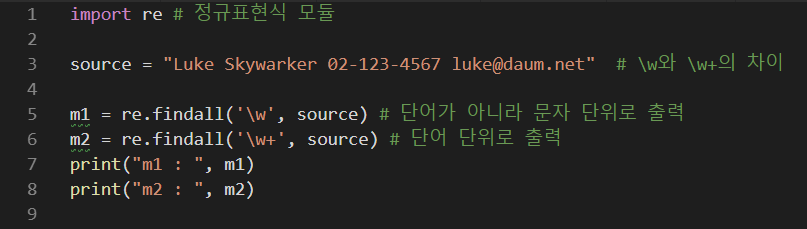 1 import re # 정규표현식 모듈
2
3 source = "Luke Skywarker 02-123-4567 luke@daum.net"  # \w와 \w+의 차이
4
5 m1 = re.findall('\w', source) # 단어가 아니라 문자 단위로 출력
6 m2 = re.findall('\w+', source) # 단어 단위로 출력
7 print("m1 : ", m1)
8 print("m2 : ", m2)
9